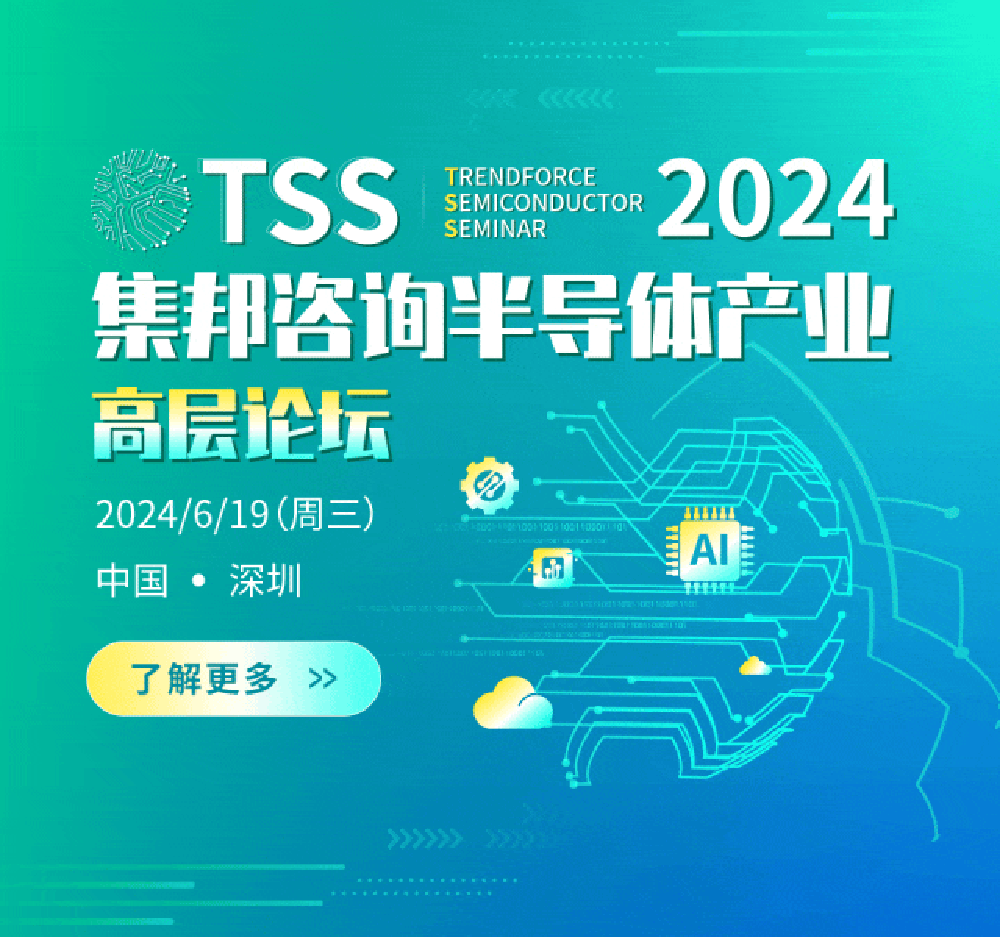 TSS
TRENDFORCE
SEMICONDUCTOR
SEMINAR
2024
集邦咨询半导体产业
高层论坛
2024/6/19(周三)
中国 • 深圳
AI
了解更多 >>